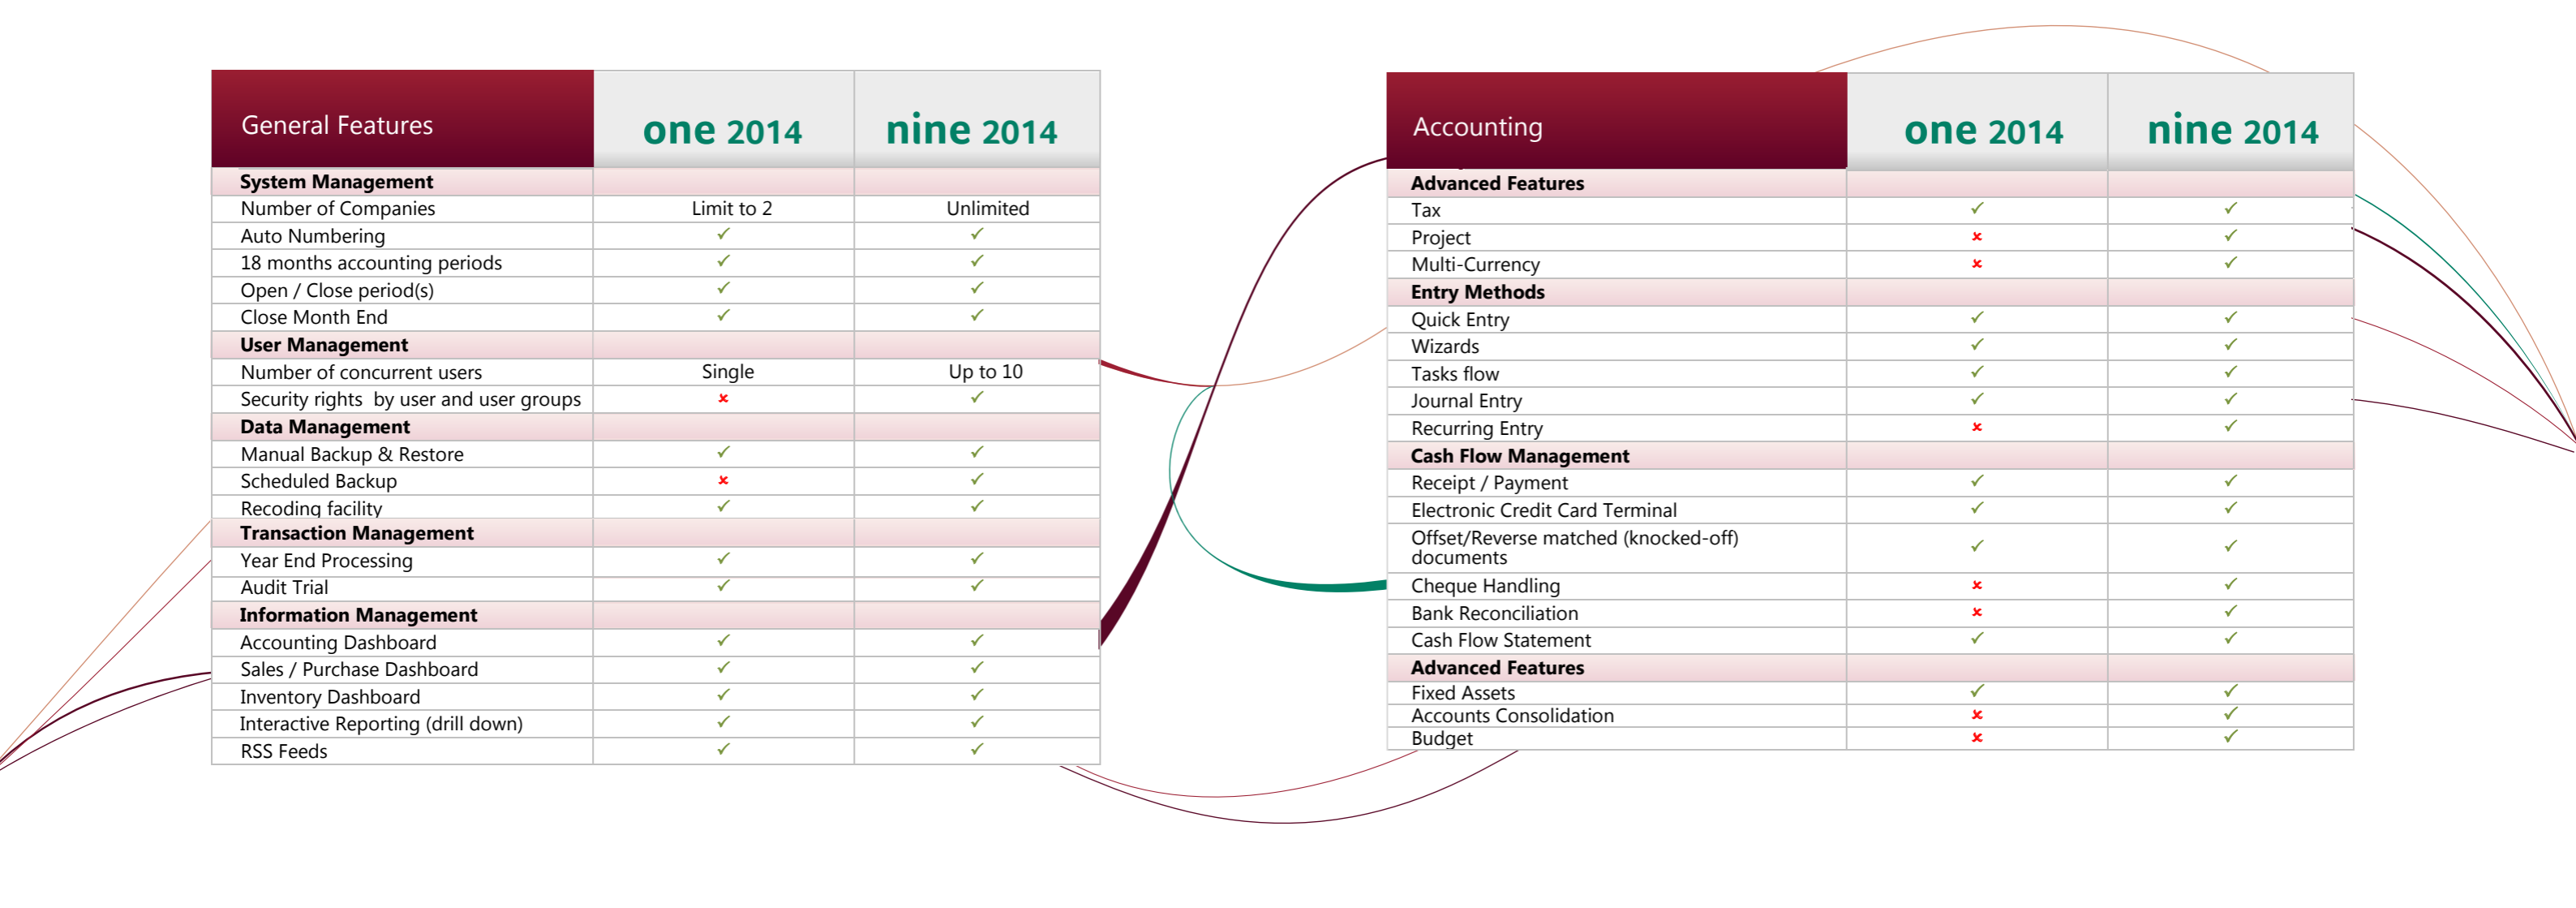 General Features one 2014 nine 2014
System Management
Number of Companies Limit to 2 Unlimited
Auto Numbering ✓ ✓
18 months accounting periods ✓ ✓
Open / Close period(s) ✓ ✓
Close Month End ✓ ✓
User Management
Number of concurrent users Single Up to 10
Security rights by user and user groups ✗ ✓
Data Management
Manual Backup & Restore ✓ ✓
Scheduled Backup ✗ ✓
Recoding facility ✓ ✓
Transaction Management
Year End Processing ✓ ✓
Audit Trial ✓ ✓
Information Management
Accounting Dashboard ✓ ✓
Sales / Purchase Dashboard ✓ ✓
Inventory Dashboard ✓ ✓
Interactive Reporting (drill down) ✓ ✓
RSS Feeds ✓ ✓
Accounting one 2014 nine 2014
Advanced Features
Tax ✓ ✓
Project ✗ ✓
Multi-Currency ✗ ✓
Entry Methods
Quick Entry ✓ ✓
Wizards ✓ ✓
Tasks flow ✓ ✓
Journal Entry ✓ ✓
Recurring Entry ✗ ✓
Cash Flow Management
Receipt / Payment ✓ ✓
Electronic Credit Card Terminal ✓ ✓
Offset/Reverse matched (knocked-off)
documents ✓ ✓
Cheque Handling ✗ ✓
Bank Reconciliation ✗ ✓
Cash Flow Statement ✓ ✓
Advanced Features
Fixed Assets ✓ ✓
Accounts Consolidation ✗ ✓
Budget ✗ ✓